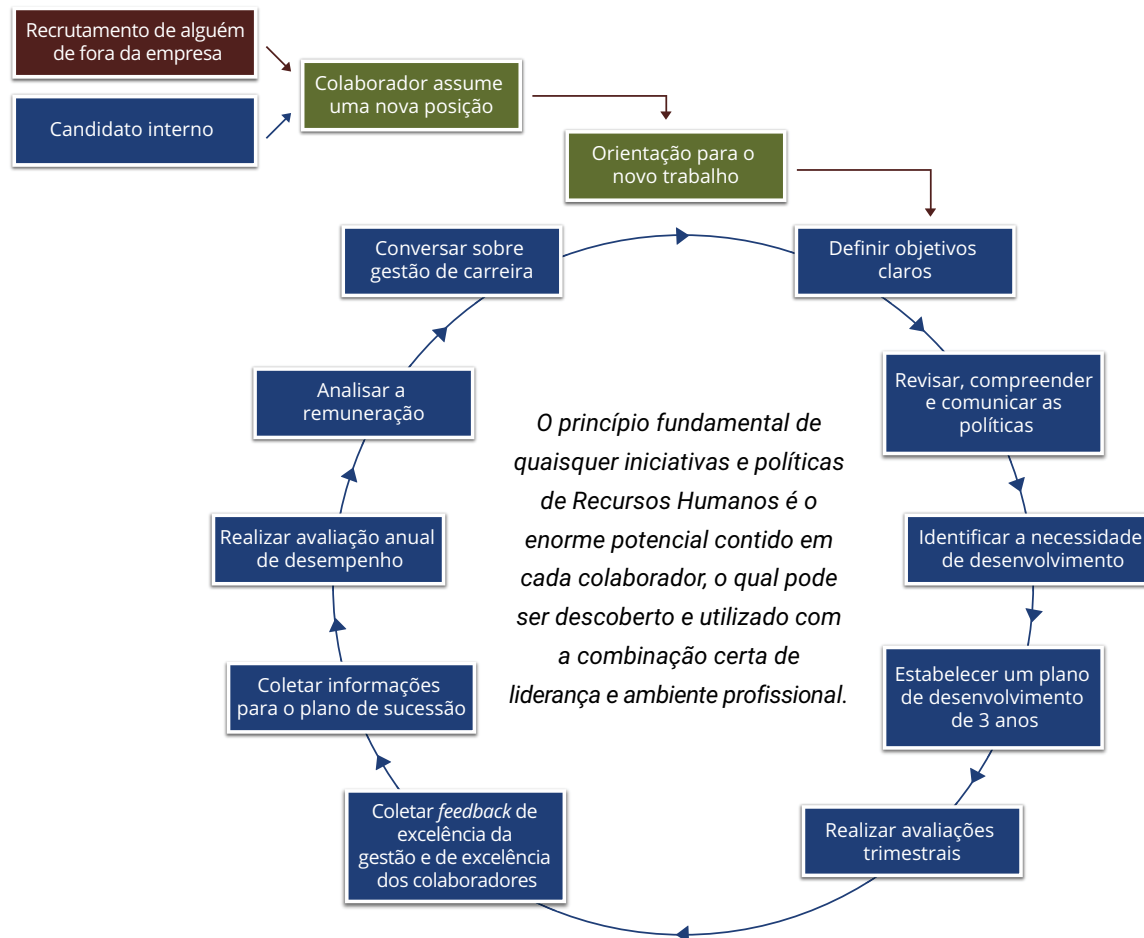 Recrutamento de alguém
de fora da empresa
Candidato interno
Colaborador assume
uma nova posição
Orientação para o
novo trabalho
Definir objetivos
claros
Revisar, compreender
e comunicar as
políticas
Identificar a necessidade
de desenvolvimento
Estabelecer um plano
de desenvolvimento
de 3 anos
Realizar avaliações
trimestrais
Coletar feedback de
excelência da
gestão e de excelência
dos colaboradores
Coletar informações
para o plano de sucessão
Realizar avaliação anual
de desempenho
Analisar a
remuneração
Conversar sobre
gestão de carreira
O princípio fundamental de
quaisquer iniciativas e políticas
de Recursos Humanos é o
enorme potencial contido em
cada colaborador, o qual pode
ser descoberto e utilizado com
a combinação certa de
liderança e ambiente profissional.